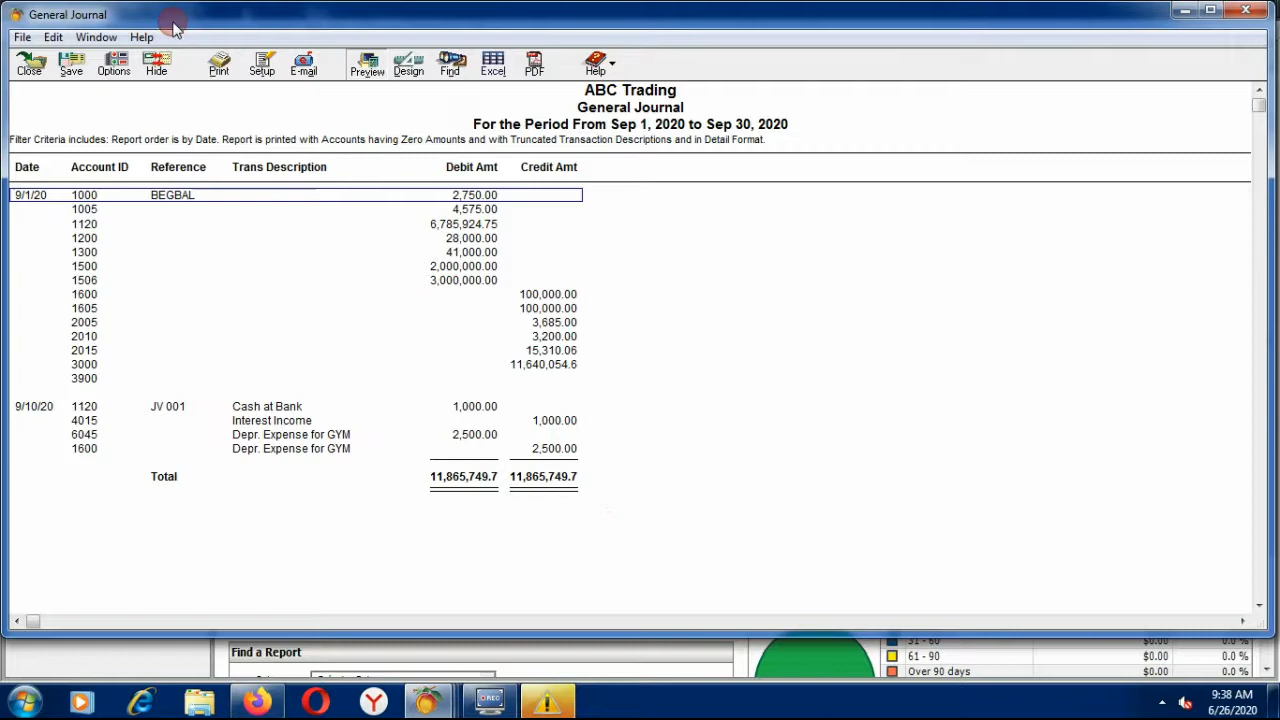 General Journal
File Edit Window Help
Close Save Options Hide Print Setup E-mail Preview Design Find Excel PDF Help
ABC Trading
General Journal
For the Period From Sep 1, 2020 to Sep 30, 2020
Filter Criteria includes: Report order is by Date. Report is printed with Accounts having Zero Amounts and with Truncated Transaction Descriptions and in Detail Format.
Date Account ID Reference Trans Description Debit Amt Credit Amt
9/1/20 1000 BEGBAL 2,750.00
1005 4,575.00
1120 6,785,924.75
1200 28,000.00
1300 41,000.00
1500 2,000,000.00
1506 3,000,000.00
1600 100,000.00
1605 100,000.00
2005 3,685.00
2010 3,200.00
2015 15,310.06
3000 11,640,054.6
3900
9/10/20 1120 JV 001 Cash at Bank 1,000.00
4015 Interest Income 1,000.00
6045 Depr. Expense for GYM 2,500.00
1600 Depr. Expense for GYM 2,500.00
Total 11,865,749.7 11,865,749.7
Find a Report
31 - 60 $0.00 0.0 %
61 - 90 $0.00 0.0 %
Over 90 days $0.00 0.0 %
REC
9:38 AM
6/26/2020